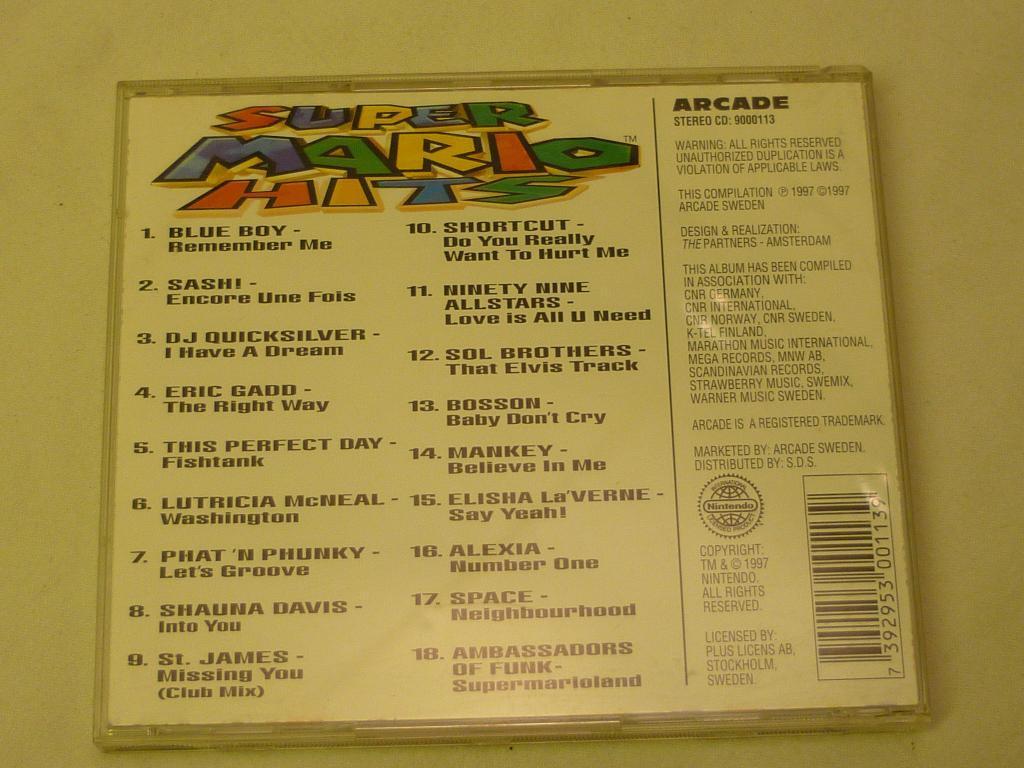 SUPER
MARIO™
HITS
1. BLUE BOY -
Remember Me
2. SASH! -
Encore Une Fois
3. DJ QUICKSILVER -
I Have A Dream
4. ERIC GADD -
The Right Way
5. THIS PERFECT DAY -
Fishtank
6. LUTRICIA McNEAL -
Washington
7. PHAT 'N PHUNKY -
Let's Groove
8. SHAUNA DAVIS -
Into You
9. St. JAMES -
Missing You
(Club Mix)
10. SHORTCUT -
Do You Really
Want To Hurt Me
11. NINETY NINE
ALLSTARS -
Love is All U Need
12. SOL BROTHERS -
That Elvis Track
13. BOSSON -
Baby Don't Cry
14. MANKEY -
Believe In Me
15. ELISHA La'VERNE -
Say Yeah!
16. ALEXIA -
Number One
17. SPACE -
Neighbourhood
18. AMBASSADORS
OF FUNK-
Supermarioland
ARCADE
STEREO CD: 9000113
WARNING: ALL RIGHTS RESERVED
UNAUTHORIZED DUPLICATION IS A
VIOLATION OF APPLICABLE LAWS.
THIS COMPILATION ℗ 1997 ©1997
ARCADE SWEDEN
DESIGN & REALIZATION:
THE PARTNERS - AMSTERDAM
THIS ALBUM HAS BEEN COMPILED
IN ASSOCIATION WITH:
CNR GERMANY,
CNR INTERNATIONAL,
CNR NORWAY, CNR SWEDEN,
K-TEL FINLAND,
MARATHON MUSIC INTERNATIONAL,
MEGA RECORDS, MNW AB,
SCANDINAVIAN RECORDS,
STRAWBERRY MUSIC, SWEMIX,
WARNER MUSIC SWEDEN.
ARCADE IS A REGISTERED TRADEMARK.
MARKETED BY: ARCADE SWEDEN.
DISTRIBUTED BY: S.D.S.
INTERNATIONAL
Nintendo
LICENSED PRODUCT
COPYRIGHT:
TM & © 1997
NINTENDO.
ALL RIGHTS
RESERVED.
LICENSED BY:
PLUS LICENS AB,
STOCKHOLM,
SWEDEN.
7 392953 001139